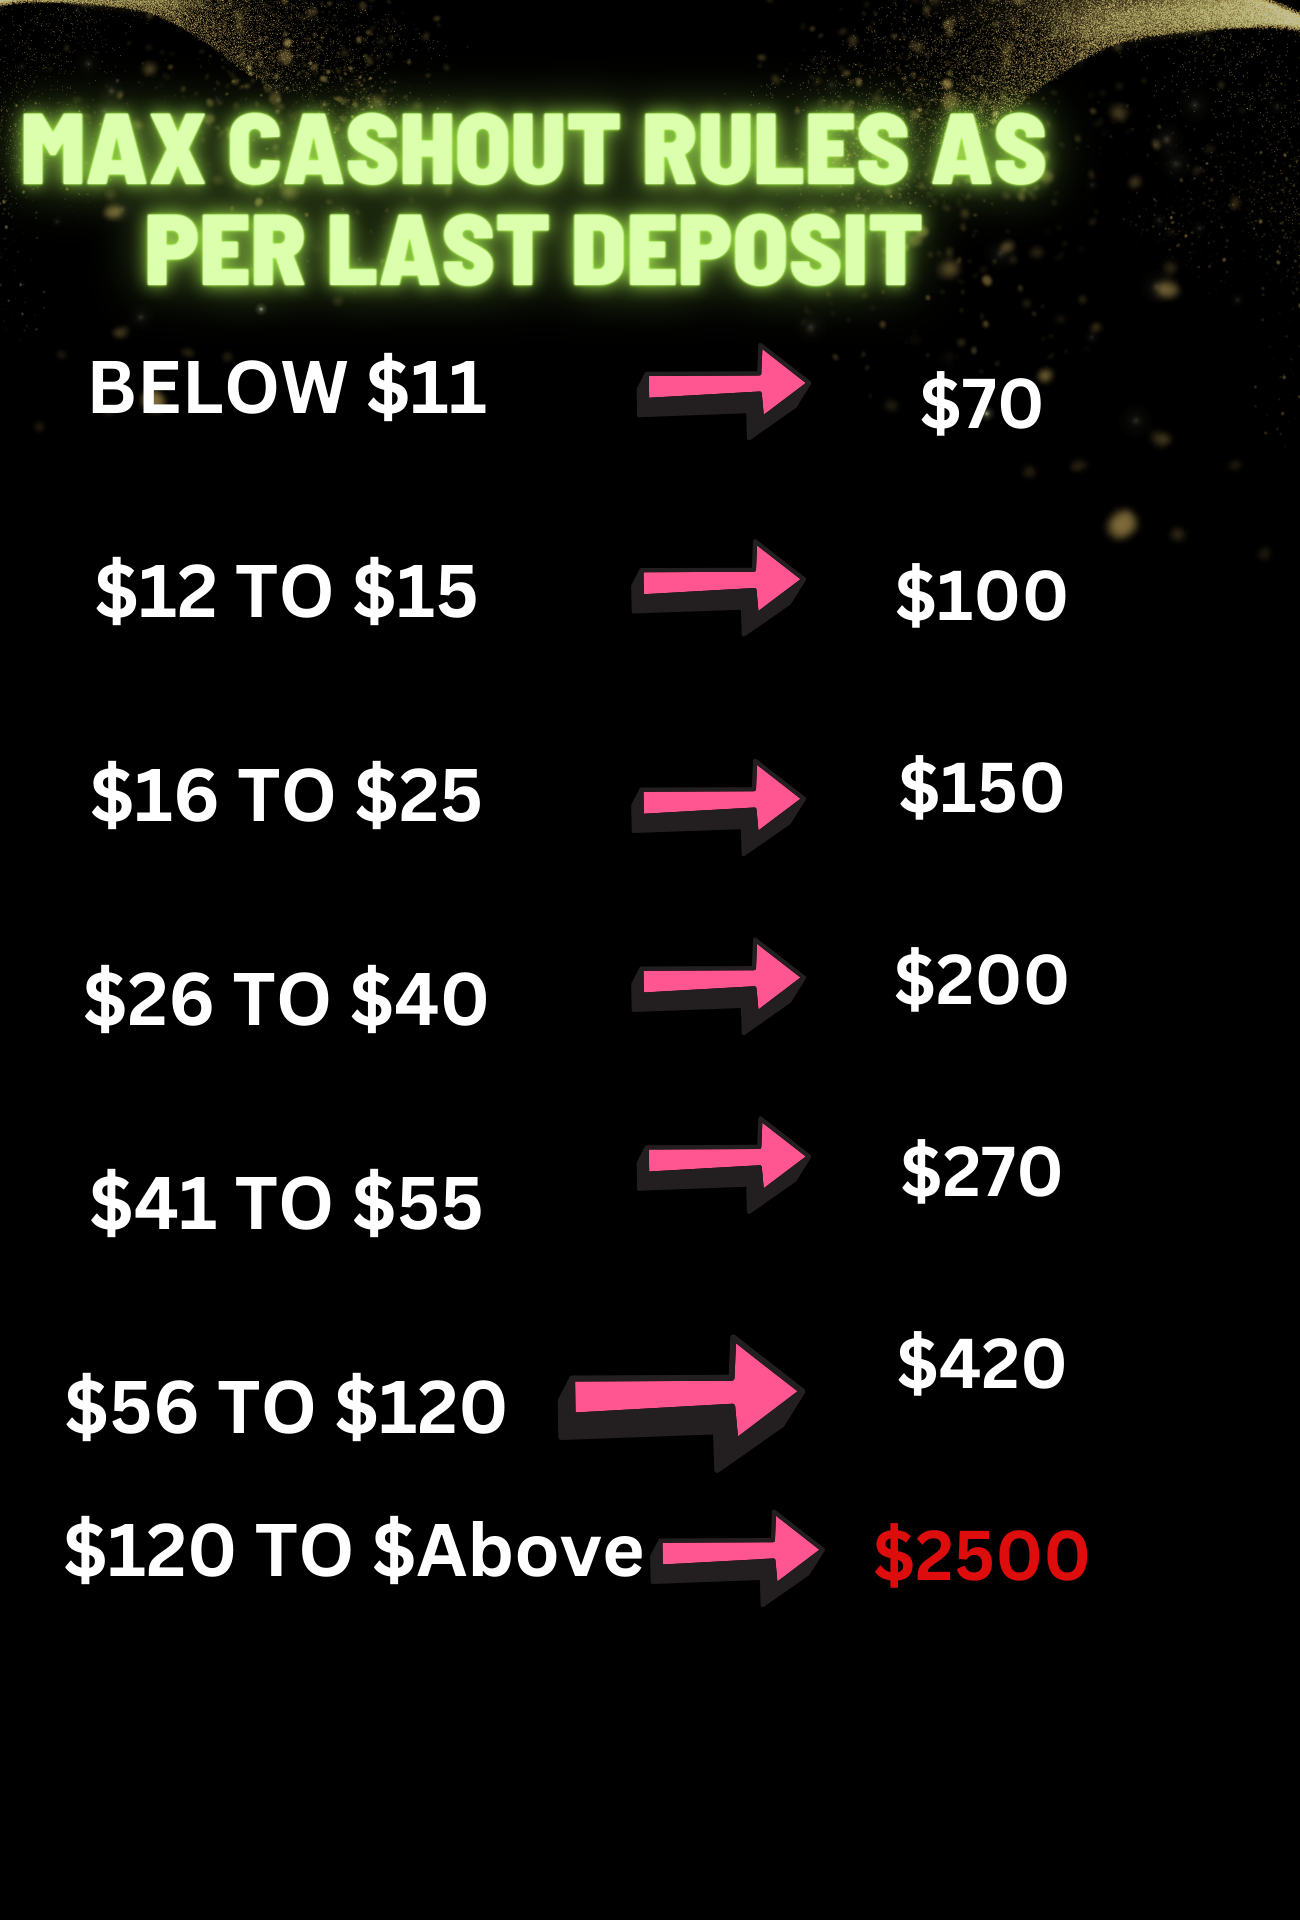 MAX CASHOUT RULES AS
PER LAST DEPOSIT
BELOW $11 $70
$12 TO $15 $100
$16 TO $25 $150
$26 TO $40 $200
$41 TO $55 $270
$56 TO $120 $420
$120 TO $Above $2500